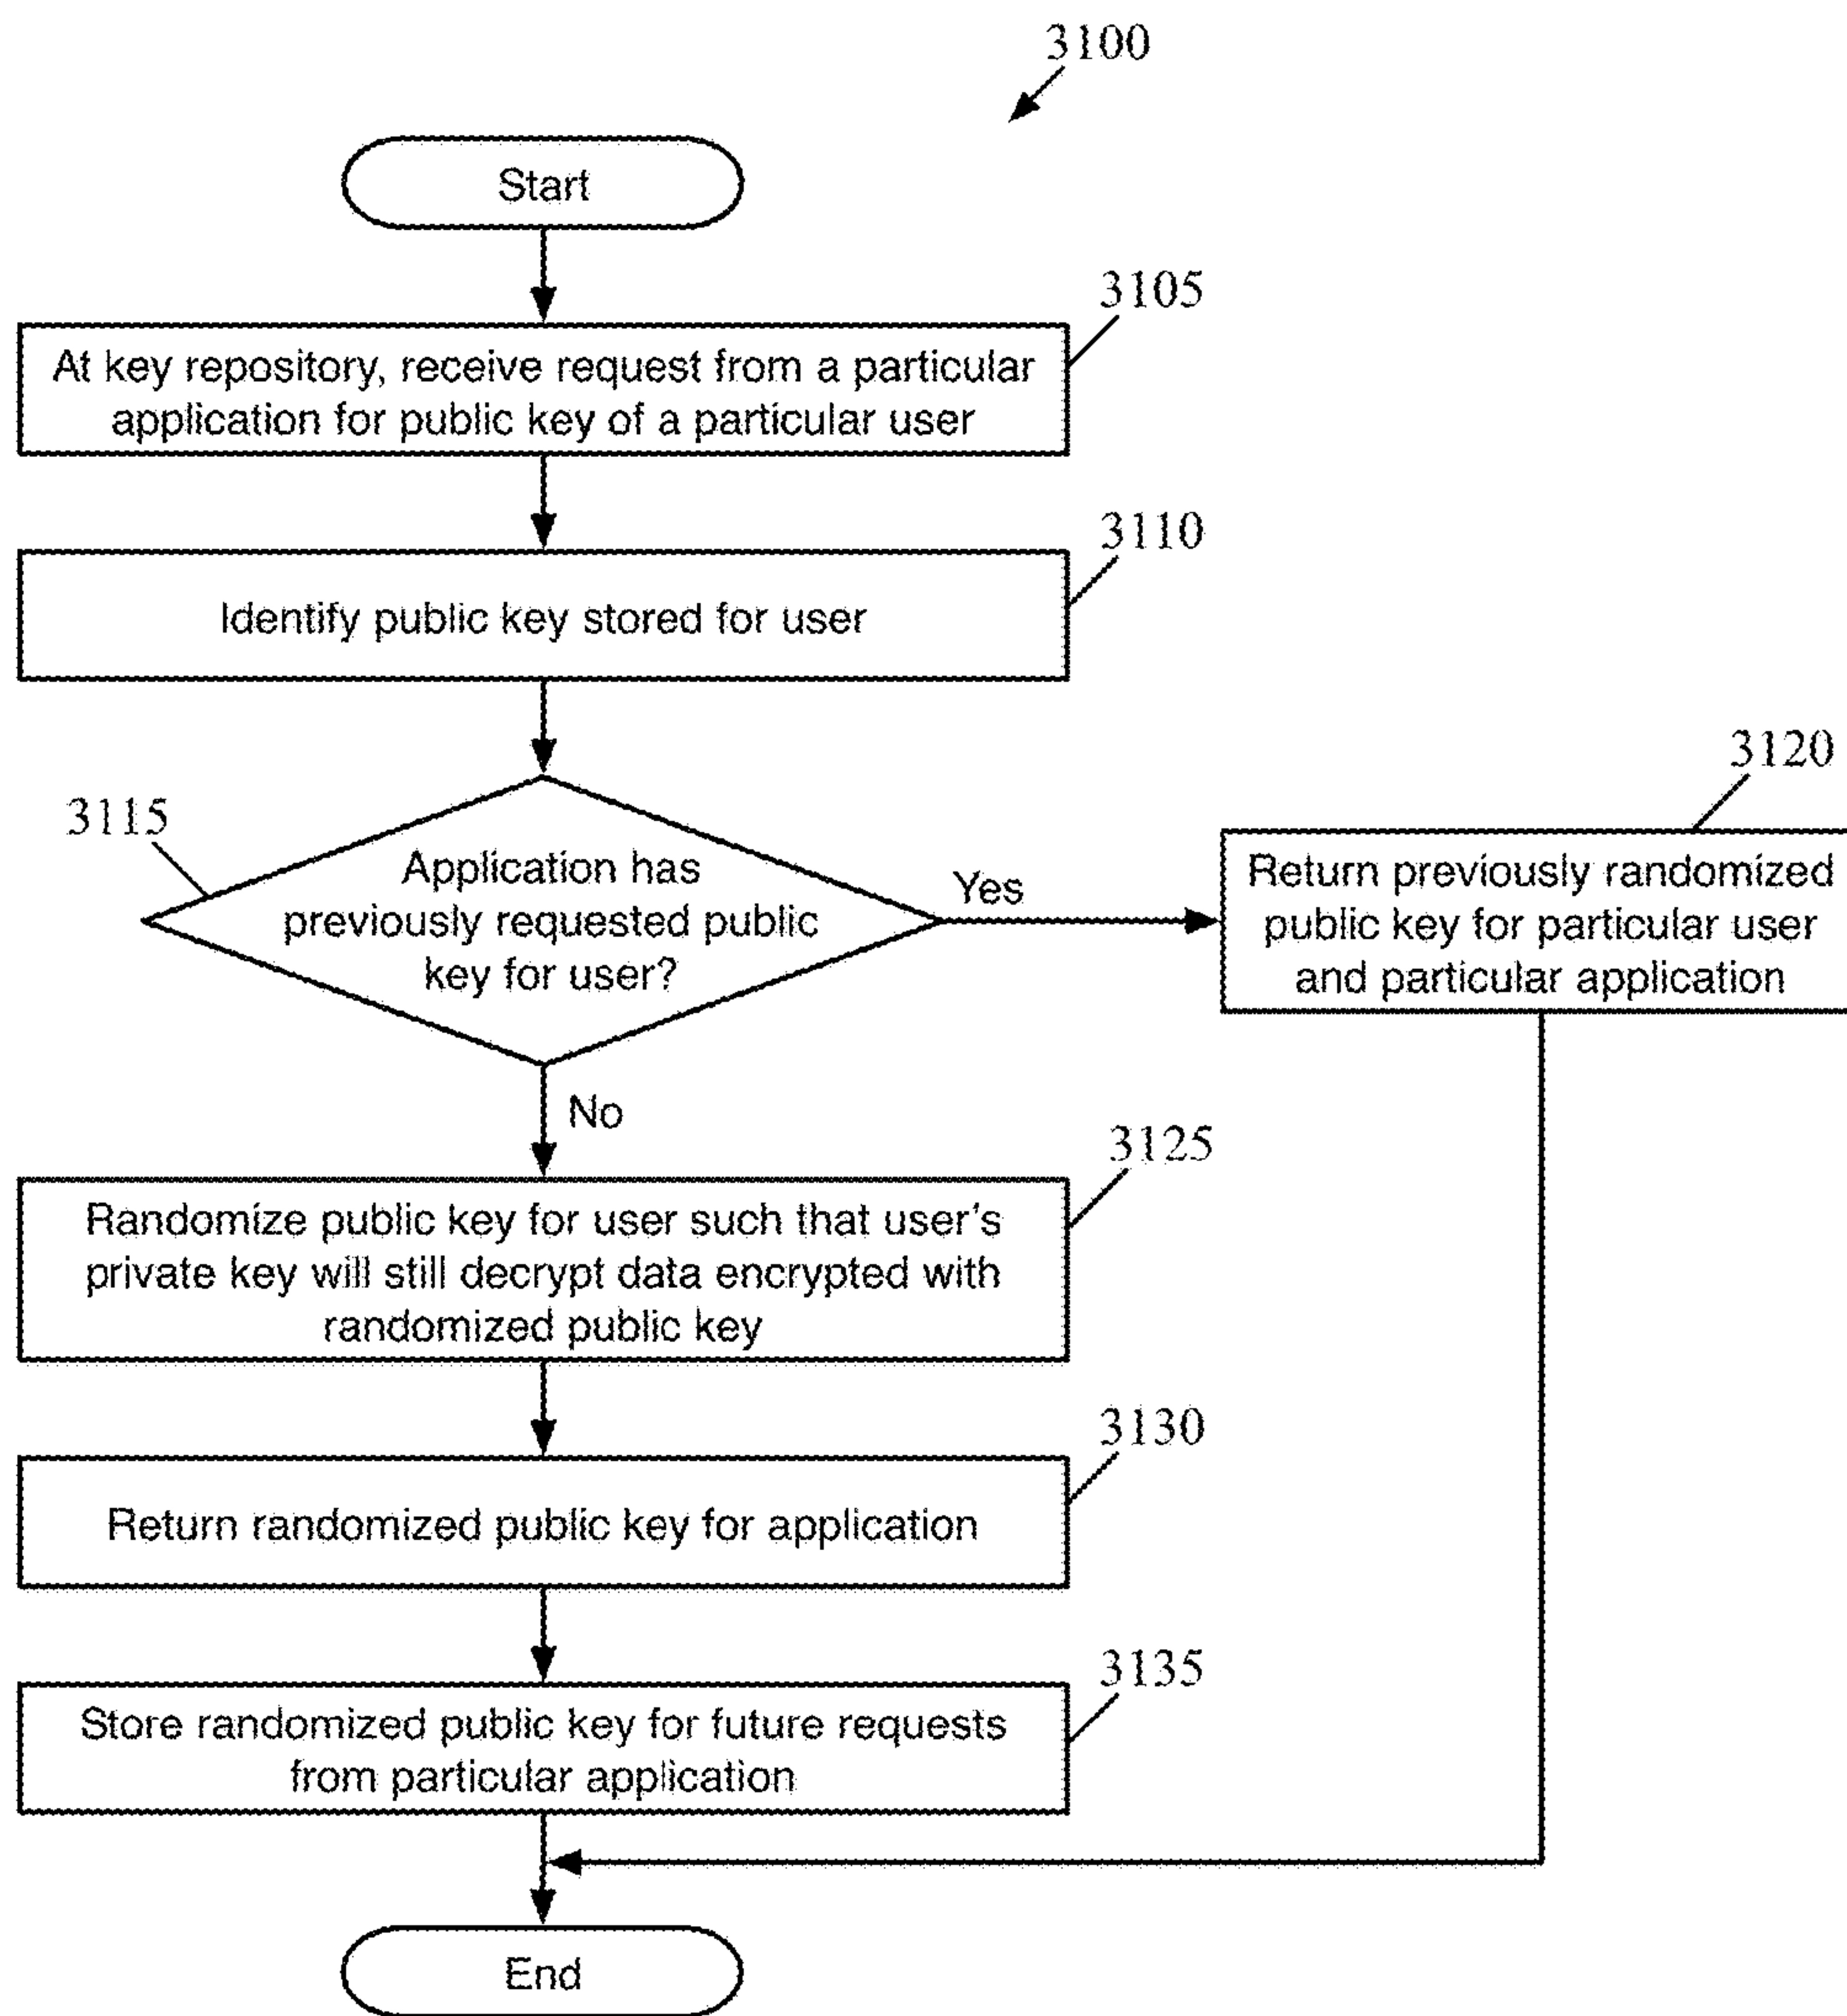 3100
Start
3105
At key repository, receive request from a particular
application for public key of a particular user
3110
Identify public key stored for user
3115
Application has
previously requested public
key for user?
Yes
3120
Return previously randomized
public key for particular user
and particular application
No
3125
Randomize public key for user such that user's
private key will still decrypt data encrypted with
randomized public key
3130
Return randomized public key for application
3135
Store randomized public key for future requests
from particular application
End